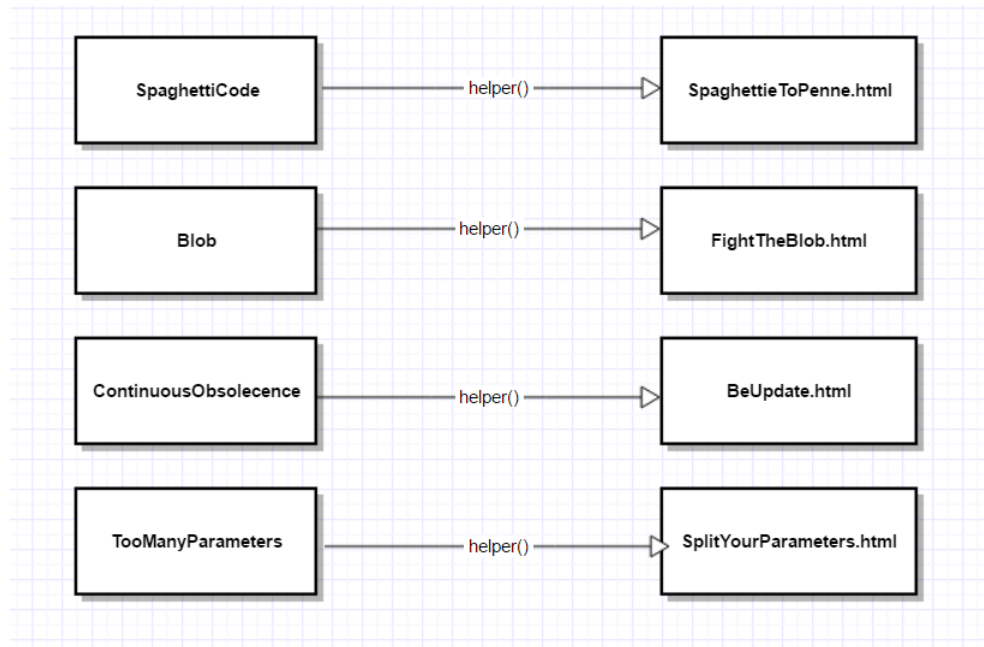 SpaghettiCode
helper()
SpaghettieToPenne.html
Blob
helper()
FightTheBlob.html
ContinuousObsolecence
helper()
BeUpdate.html
TooManyParameters
helper()
SplitYourParameters.html